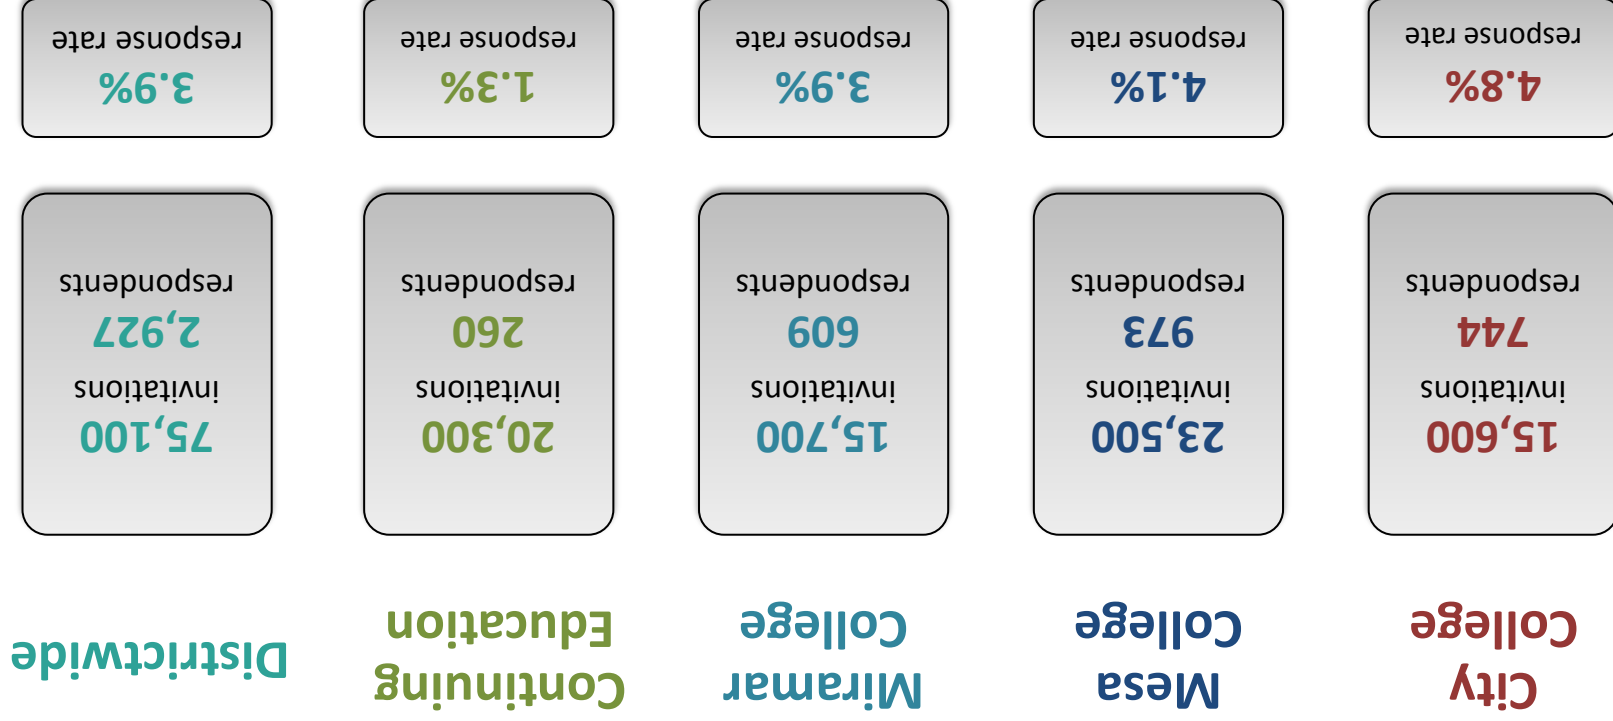 City
College
Mesa
College
Miramar
College
Continuing
Education
Districtwide
15,600
invitations
744
respondents
23,500
invitations
973
respondents
15,700
invitations
609
respondents
20,300
invitations
260
respondents
75,100
invitations
2,927
respondents
4.8%
response rate
4.1%
response rate
3.9%
response rate
1.3%
response rate
3.9%
response rate